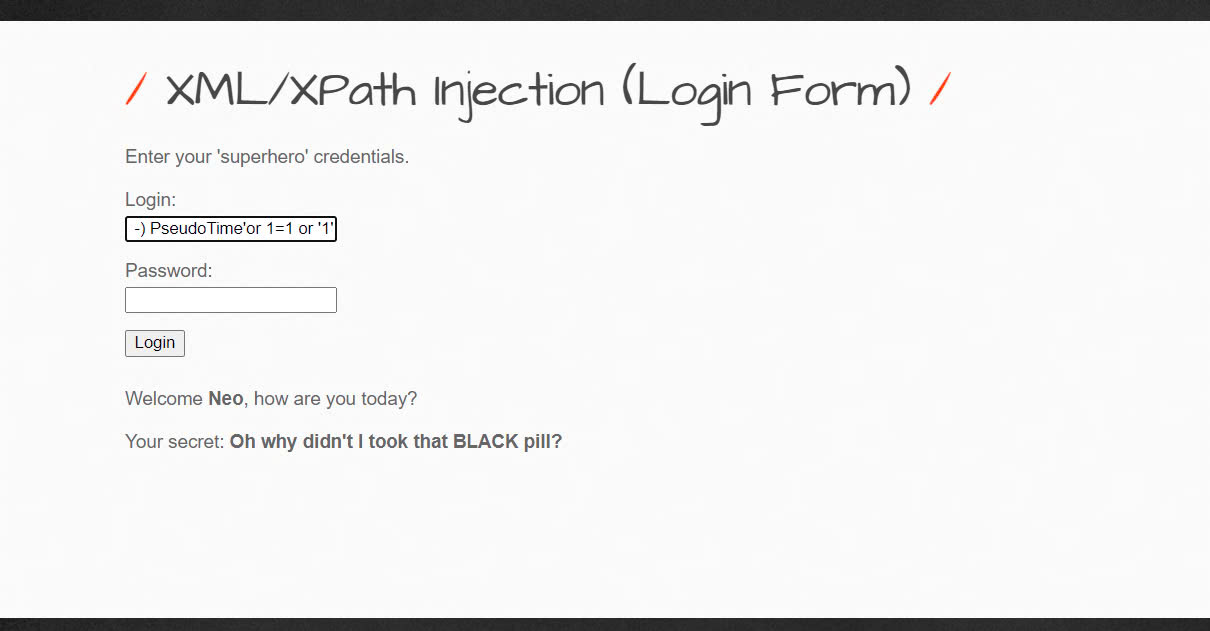 / XML/XPath Injection (Login Form) /
Enter your 'superhero' credentials.
Login:
-) PseudoTime'or 1=1 or '1'
Password:
Login
Welcome Neo, how are you today?
Your secret: Oh why didn't I took that BLACK pill?